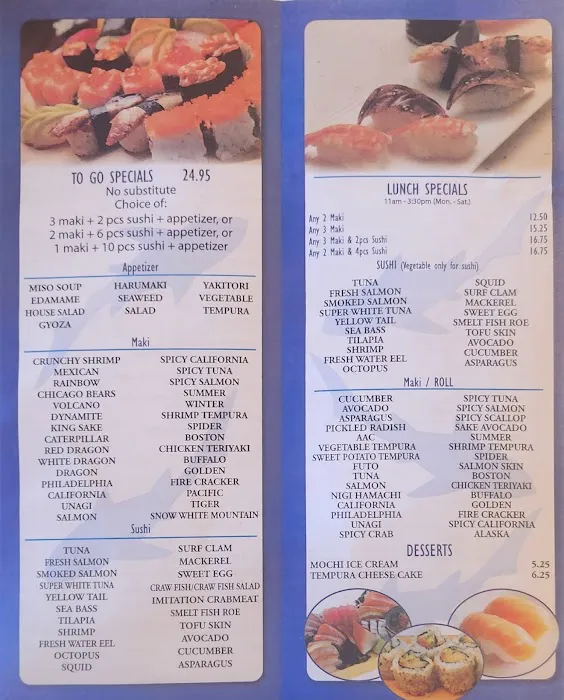 TO GO SPECIALS 24.95
No substitute
Choice of:
3 maki + 2 pcs sushi + appetizer, or
2 maki + 6 pcs sushi + appetizer, or
1 maki + 10 pcs sushi + appetizer
Appetizer
MISO SOUP HARUMAKI YAKITORI
EDAMAME SEAWEED VEGETABLE
HOUSE SALAD SALAD TEMPURA
GYOZA
Maki
CRUNCHY SHRIMP SPICY CALIFORNIA
MEXICAN SPICY TUNA
RAINBOW SPICY SALMON
CHICAGO BEARS SUMMER
VOLCANO WINTER
DYNAMITE SHRIMP TEMPURA
KING SAKE SPIDER
CATERPILLAR BOSTON
RED DRAGON CHICKEN TERIYAKI
WHITE DRAGON BUFFALO
DRAGON GOLDEN
PHILADELPHIA FIRE CRACKER
CALIFORNIA PACIFIC
UNAGI TIGER
SALMON SNOW WHITE MOUNTAIN
Sushi
TUNA SURF CLAM
FRESH SALMON MACKEREL
SMOKED SALMON SWEET EGG
SUPER WHITE TUNA CRAW FISH/CRAW FISH SALAD
YELLOW TAIL IMITATION CRABMEAT
SEA BASS SMELT FISH ROE
TILAPIA TOFU SKIN
SHRIMP AVOCADO
FRESH WATER EEL CUCUMBER
OCTOPUS ASPARAGUS
SQUID
LUNCH SPECIALS
11am - 3:30pm (Mon. - Sat.)
Any 2 Maki 12.50
Any 3 Maki 15.25
Any 3 Maki & 2pcs Sushi 16.75
Any 2 Maki & 4pcs Sushi 16.75
SUSHI (Vegetable only for sushi)
TUNA SQUID
FRESH SALMON SURF CLAM
SMOKED SALMON MACKEREL
SUPER WHITE TUNA SWEET EGG
YELLOW TAIL SMELT FISH ROE
SEA BASS TOFU SKIN
TILAPIA AVOCADO
SHRIMP CUCUMBER
FRESH WATER EEL ASPARAGUS
OCTOPUS
Maki / ROLL
CUCUMBER SPICY TUNA
AVOCADO SPICY SALMON
ASPARAGUS SPICY SCALLOP
PICKLED RADISH SAKE AVOCADO
AAC SUMMER
VEGETABLE TEMPURA SHRIMP TEMPURA
SWEET POTATO TEMPURA SPIDER
FUTO SALMON SKIN
TUNA BOSTON
SALMON CHICKEN TERIYAKI
NIGI HAMACHI BUFFALO
CALIFORNIA GOLDEN
PHILADELPHIA FIRE CRACKER
UNAGI SPICY CALIFORNIA
SPICY CRAB ALASKA
DESSERTS
MOCHI ICE CREAM 5.25
TEMPURA CHEESE CAKE 6.25